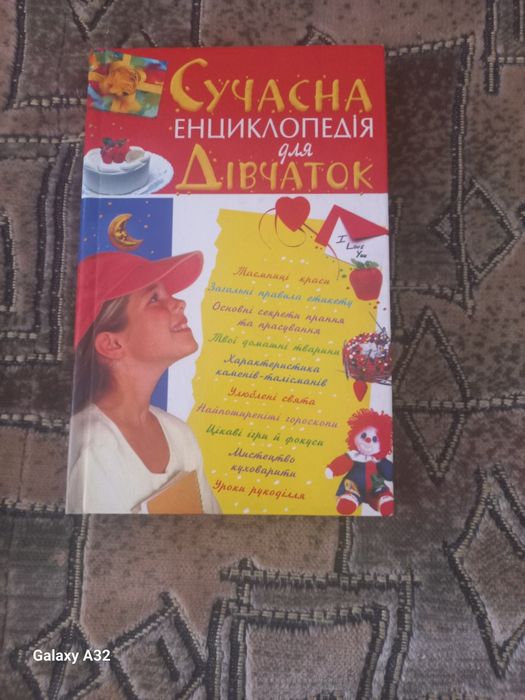 Сучасна
енциклопедія
для
дівчаток
I Love
You
Таємниці краси
Загальні правила етикету
Основні секрети прання
та прасування
Твої домашні тварини
Характеристика
каменів-талісманів
Улюблені свята
Найпоширеніші гороскопи
Цікаві ігри й фокуси
Мистецтво
куховарити
Уроки рукоділля
Galaxy A32